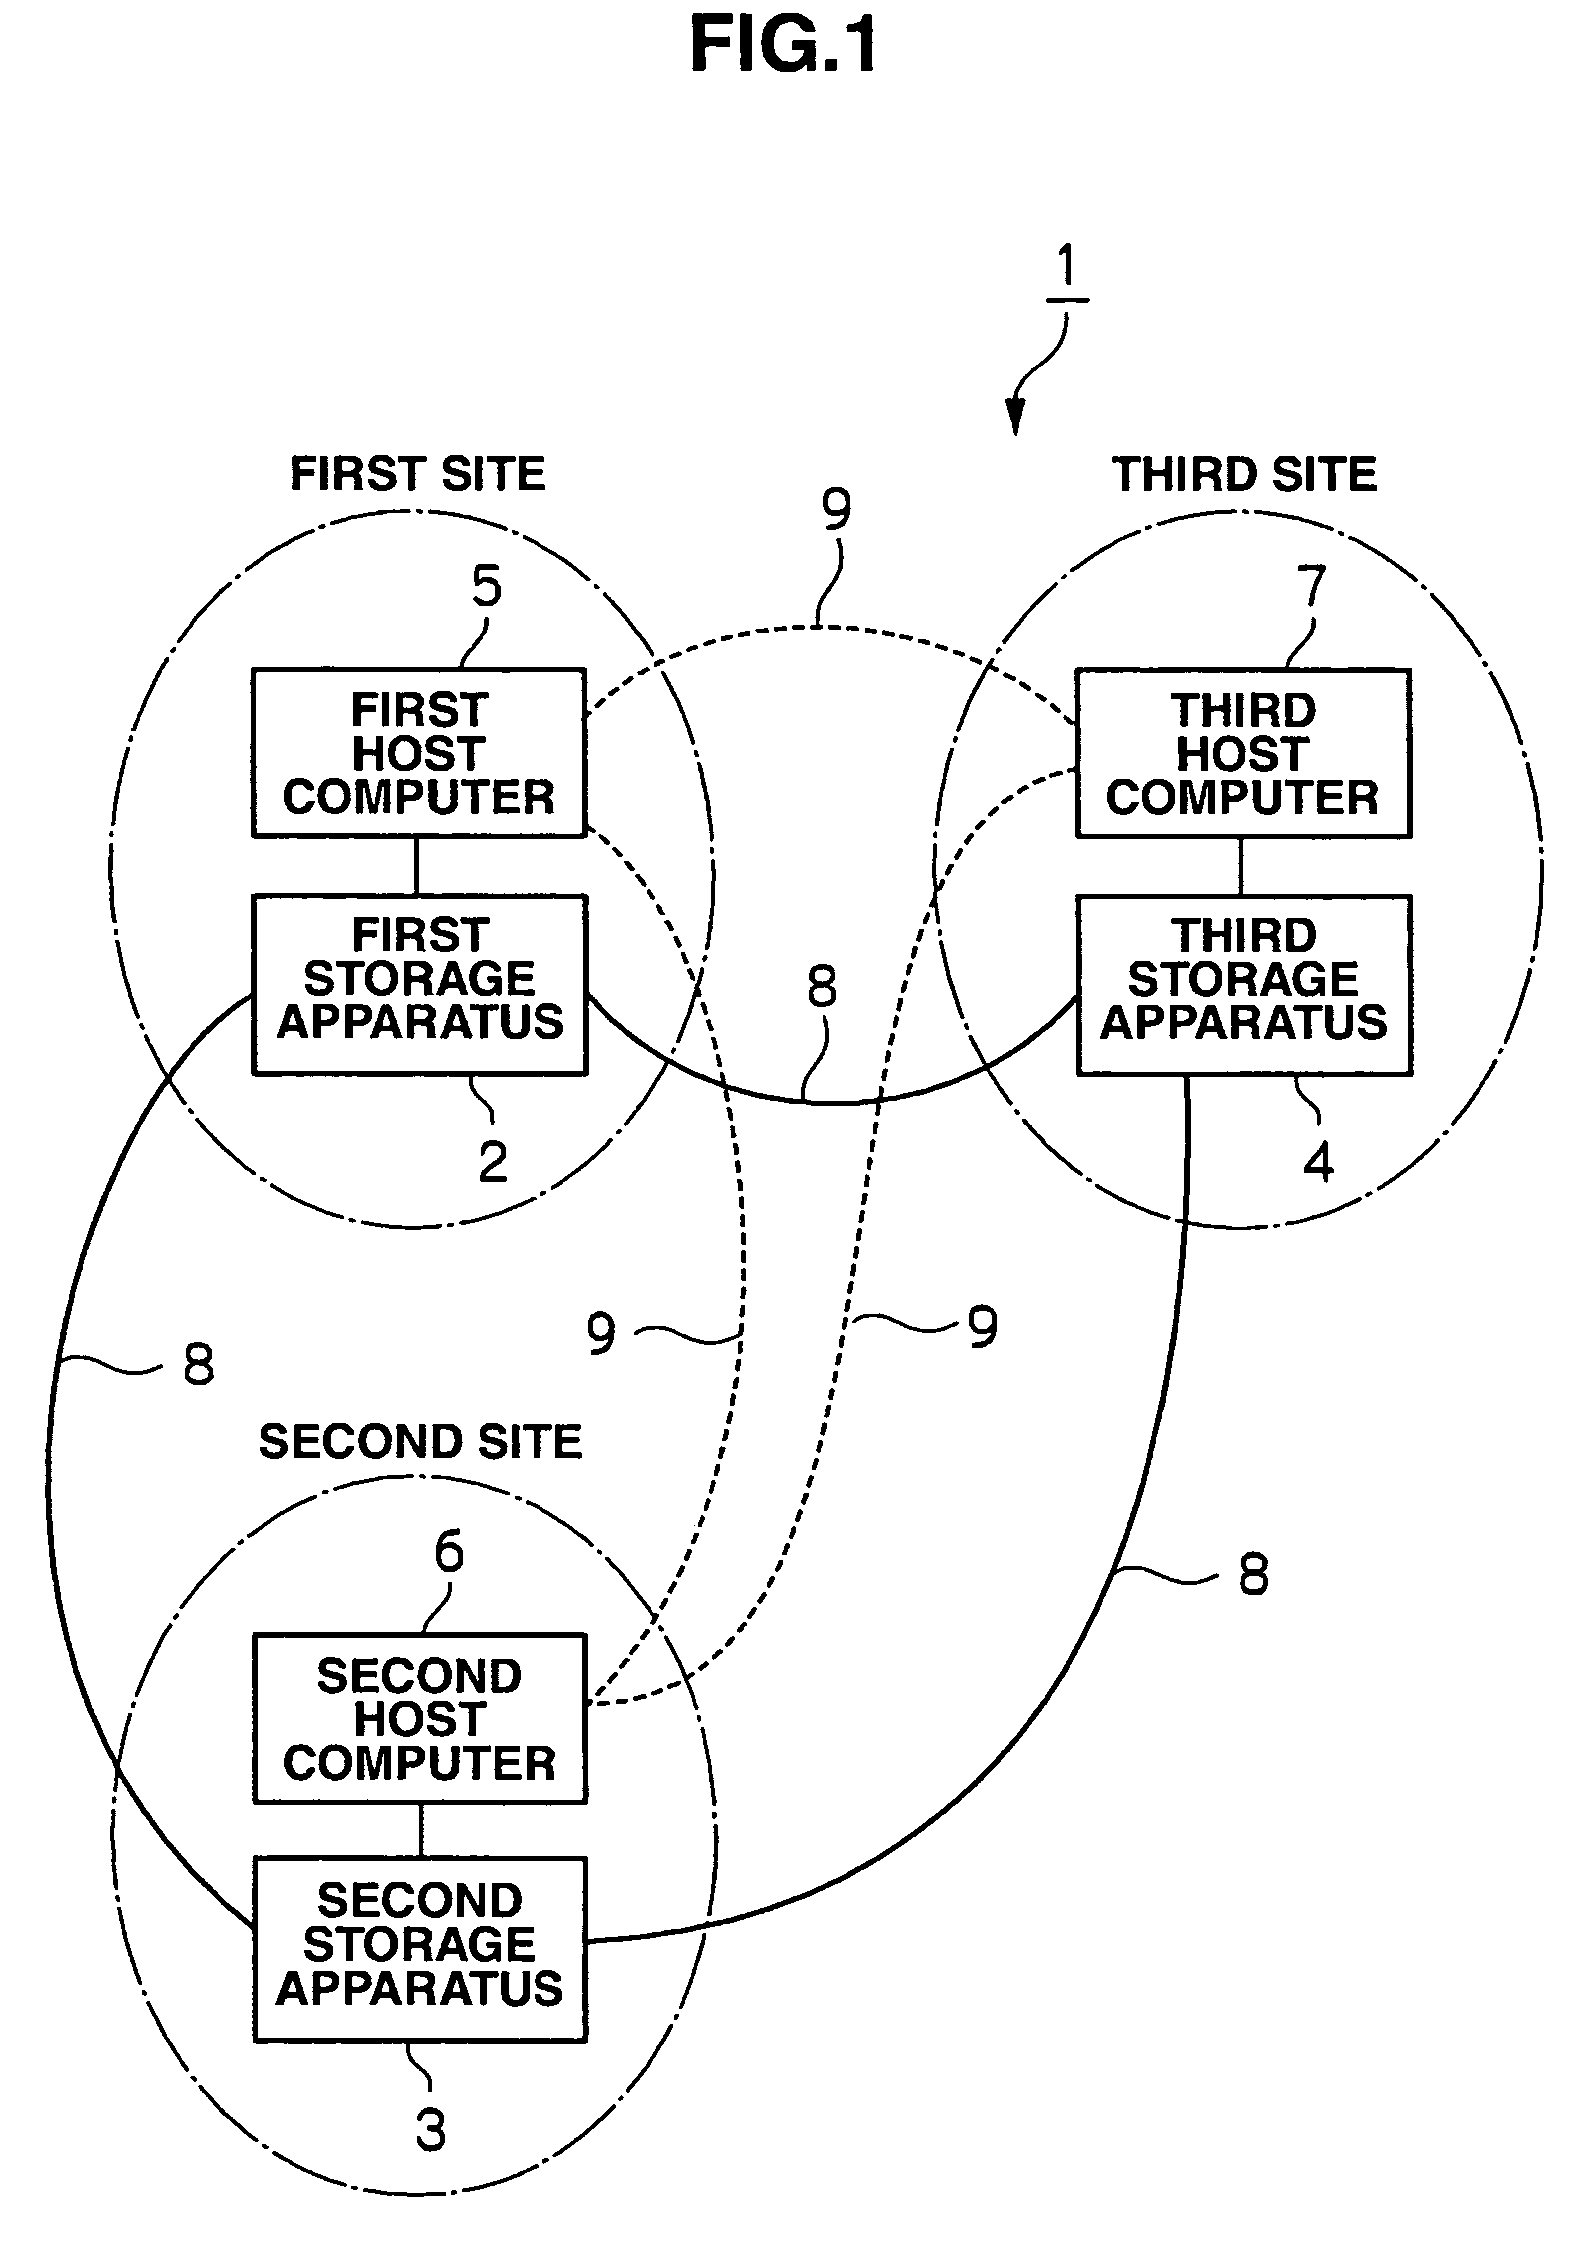 FIG.1
1
FIRST SITE
THIRD SITE
9
5
7
FIRST
HOST
COMPUTER
THIRD
HOST
COMPUTER
FIRST
STORAGE
APPARATUS
8
THIRD
STORAGE
APPARATUS
2
4
9
9
8
SECOND SITE
6
8
SECOND
HOST
COMPUTER
SECOND
STORAGE
APPARATUS
3